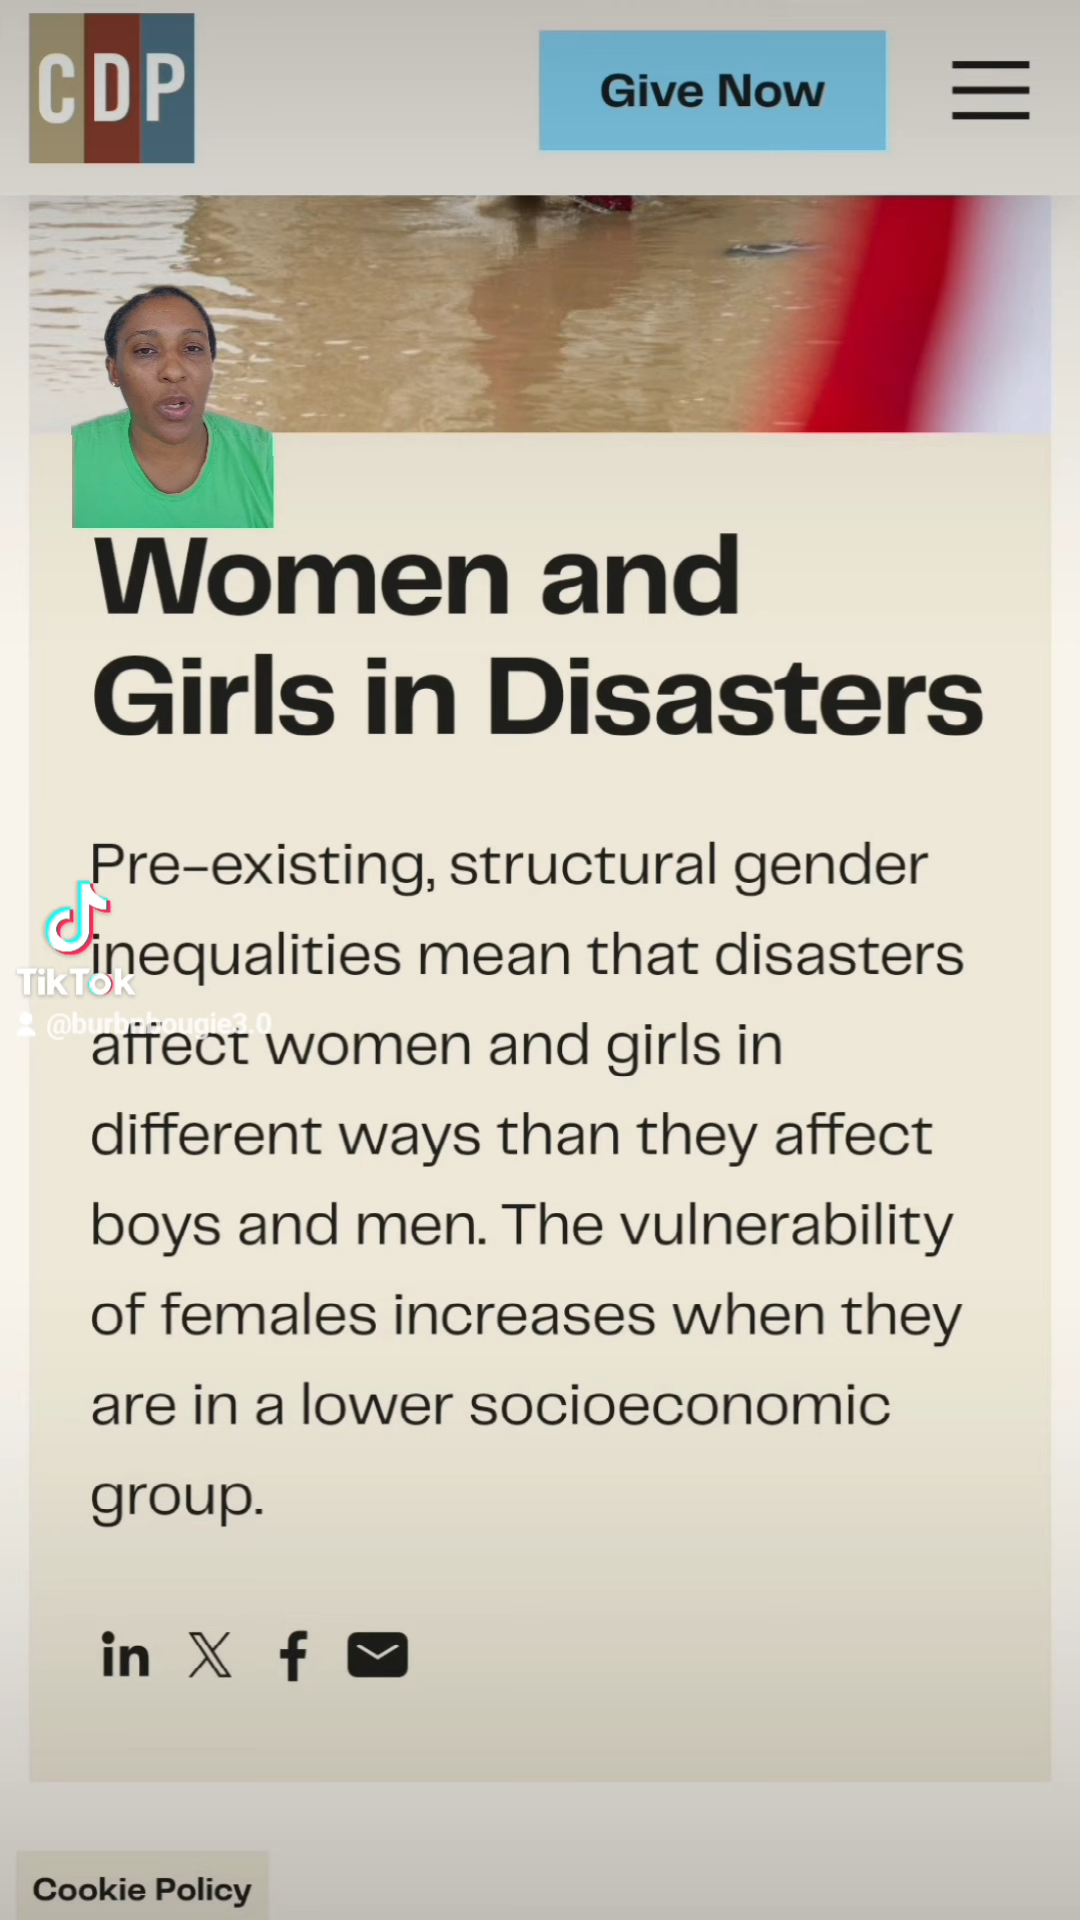 CDP
Give Now
Women and
Girls in Disasters
Pre-existing, structural gender
inequalities mean that disasters
affect women and girls in
different ways than they affect
boys and men. The vulnerability
of females increases when they
are in a lower socioeconomic
group.
TikTok
@burbnbougie3.0
in X f
Cookie Policy